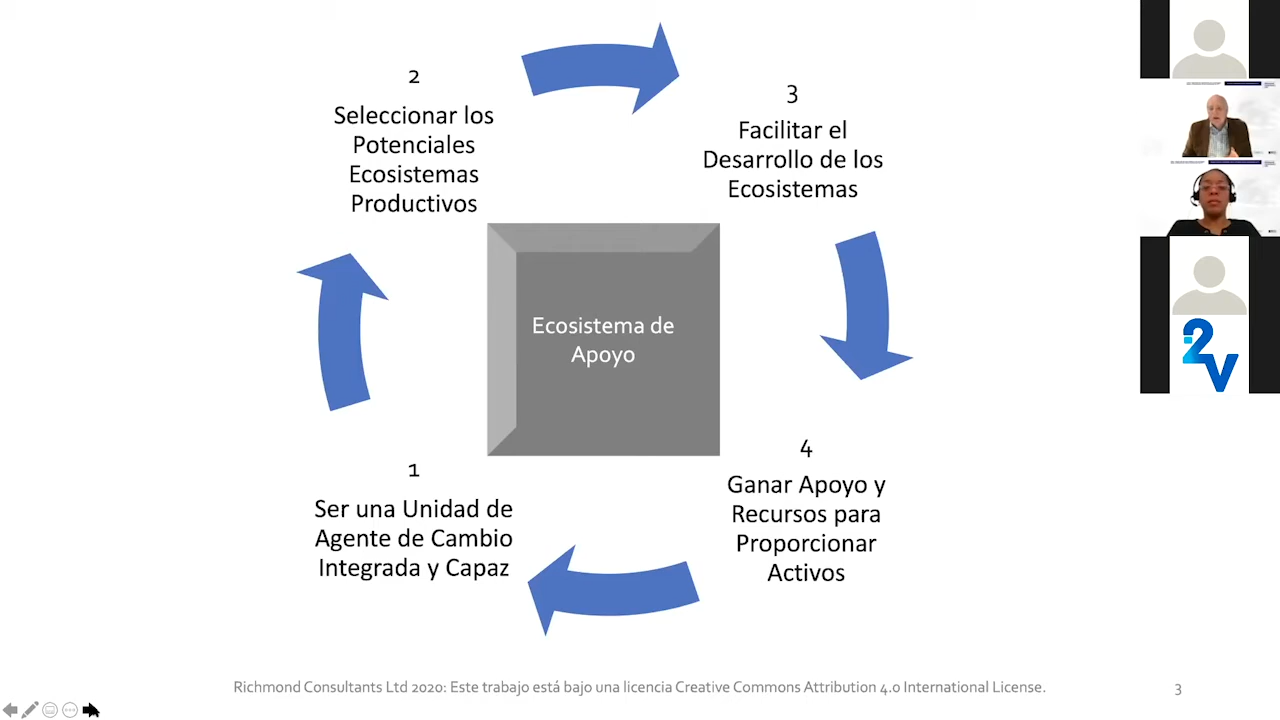 2
Seleccionar los
Potenciales
Ecosistemas
Productivos
3
Facilitar el
Desarrollo de los
Ecosistemas
Ecosistema de
Apoyo
4
Ganar Apoyo y
Recursos para
Proporcionar
Activos
1
Ser una Unidad de
Agente de Cambio
Integrada y Capaz
Richmond Consultants Ltd 2020: Este trabajo está bajo una licencia Creative Commons Attribution 4.0 International License.
3
i2V